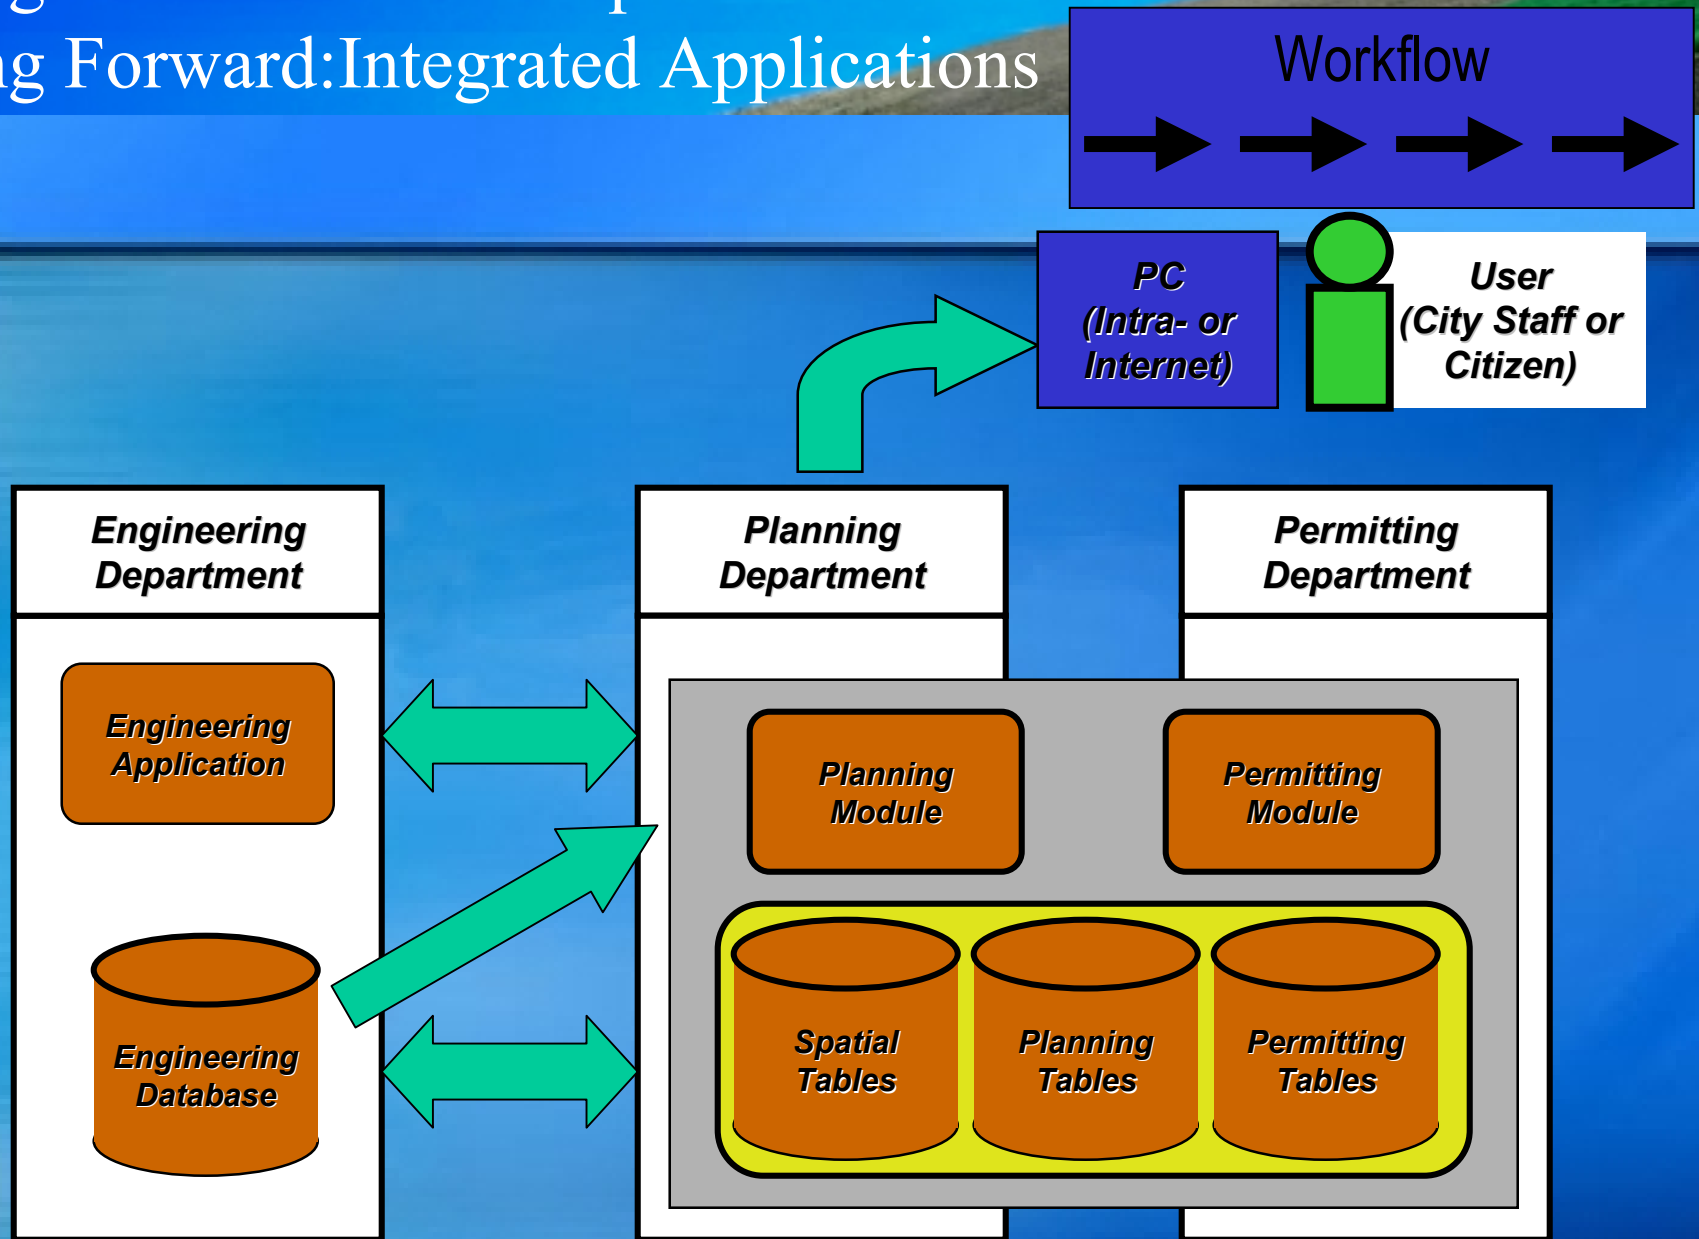 Forward:Integrated Applications
Workflow
PC
(Intra- or
Internet)
User
(City Staff or
Citizen)
Engineering
Department
Planning
Department
Permitting
Department
Engineering
Application
Planning
Module
Permitting
Module
Engineering
Database
Spatial
Tables
Planning
Tables
Permitting
Tables